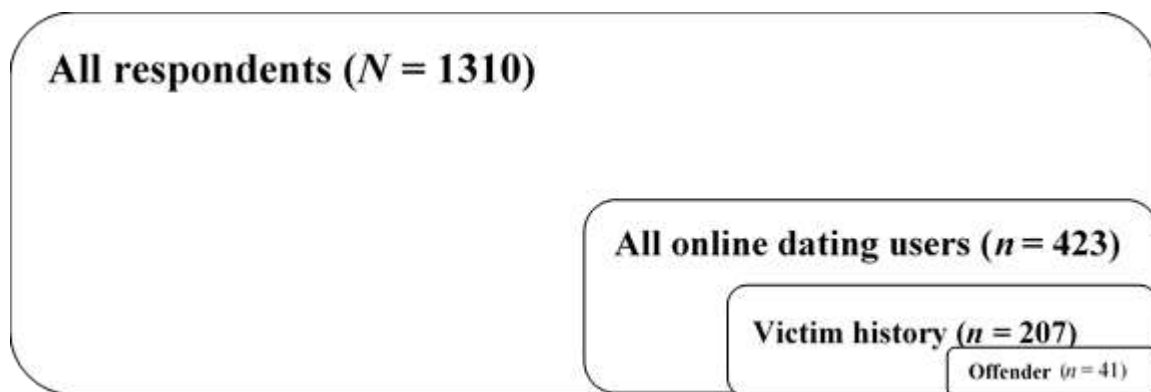 All respondents (N = 1310)
All online dating users (n = 423)
Victim history (n = 207)
Offender (n = 41)